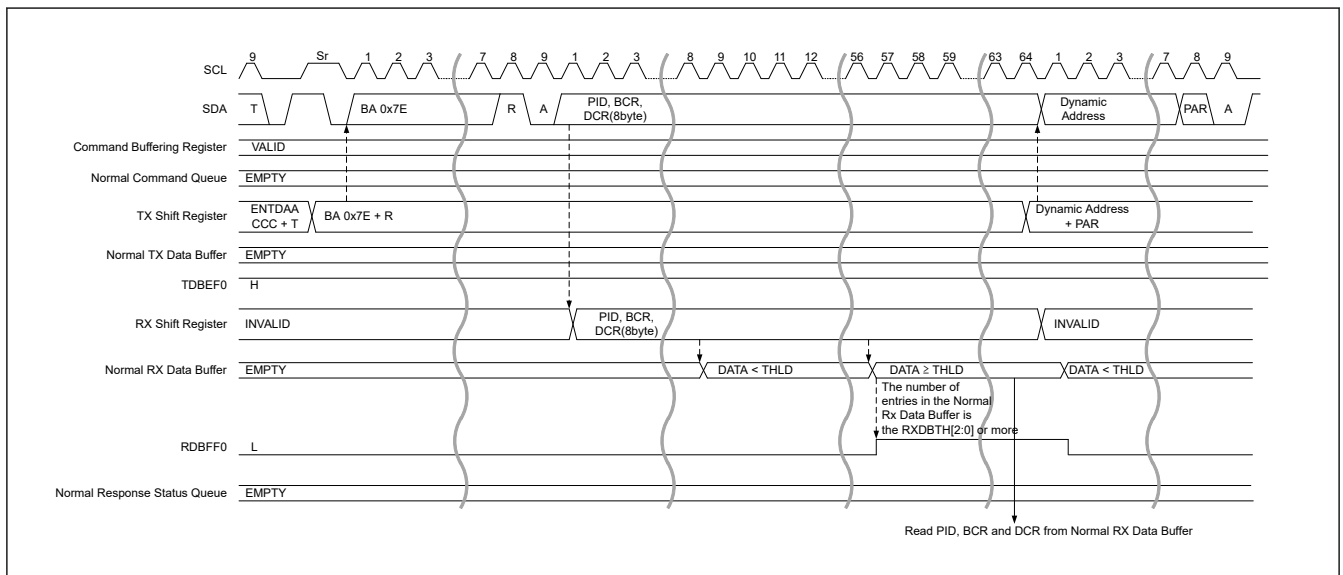 9 Sr 1 2 3 7 8 9 1 2 3 8 9 10 11 12 56 57 58 59 63 64 1 2 3 7 8 9
SCL
SDA T BA 0x7E R A PID, BCR, DCR(8byte) Dynamic Address PAR A
Command Buffering Register VALID
Normal Command Queue EMPTY
TX Shift Register ENTDAA CCC + T BA 0x7E + R Dynamic Address + PAR
Normal TX Data Buffer EMPTY
TDBEF0 H
RX Shift Register INVALID PID, BCR, DCR(8byte) INVALID
Normal RX Data Buffer EMPTY DATA < THLD DATA ≥ THLD DATA < THLD
The number of
entries in the Normal
Rx Data Buffer is
the RXDBTH[2:0] or more
RDBFF0 L
Normal Response Status Queue EMPTY
Read PID, BCR and DCR from Normal RX Data Buffer